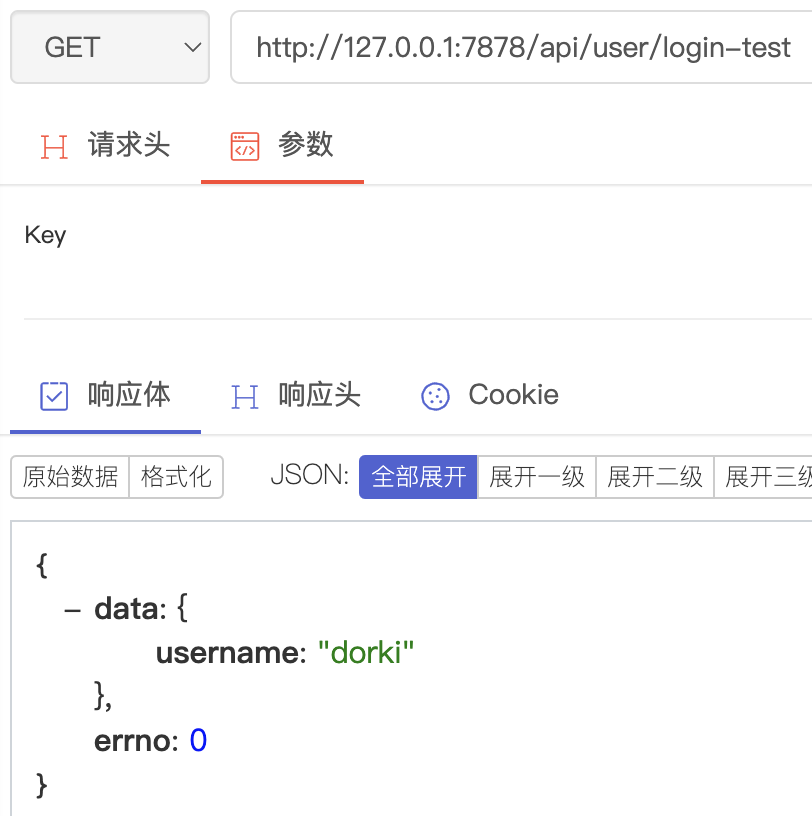 GET http://127.0.0.1:7878/api/user/login-test
请求头 参数
Key
响应体 响应头 Cookie
原始数据 格式化 JSON: 全部展开 展开一级 展开二级 展开三级
{
– data: {
username: "dorki"
},
errno: 0
}